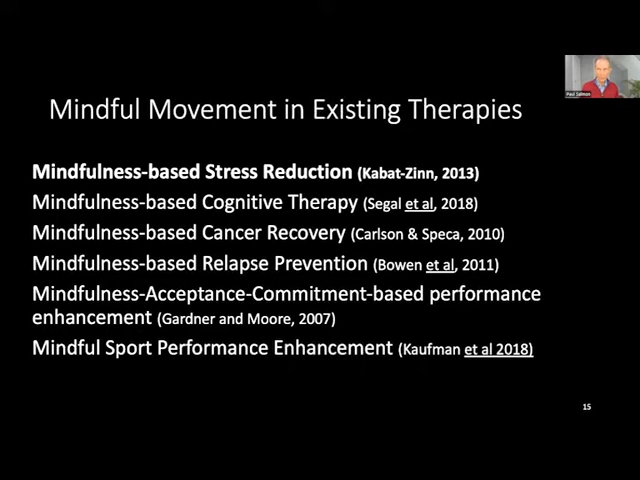 Paul Salmon
Mindful Movement in Existing Therapies
Mindfulness-based Stress Reduction (Kabat-Zinn, 2013)
Mindfulness-based Cognitive Therapy (Segal et al, 2018)
Mindfulness-based Cancer Recovery (Carlson & Speca, 2010)
Mindfulness-based Relapse Prevention (Bowen et al, 2011)
Mindfulness-Acceptance-Commitment-based performance
enhancement (Gardner and Moore, 2007)
Mindful Sport Performance Enhancement (Kaufman et al 2018)
15